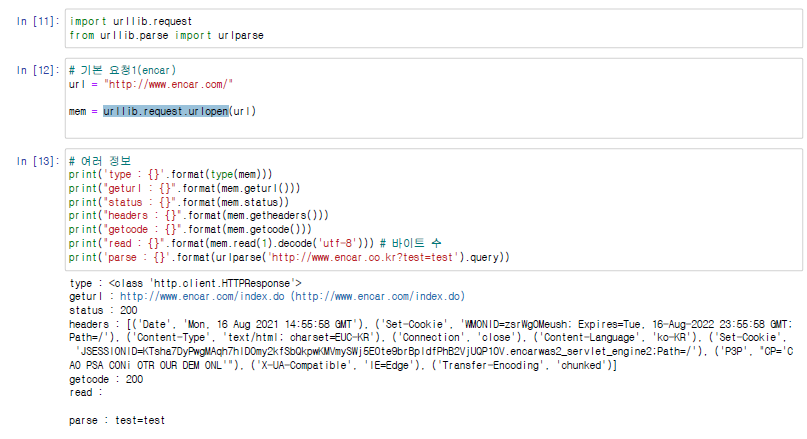 In [11]: import urllib.request
from urllib.parse import urlparse
In [12]: # 기본 요청1(encar)
url = "http://www.encar.com/"
mem = urllib.request.urlopen(url)
In [13]: # 여러 정보
print('type : {}'.format(type(mem)))
print("geturl : {}".format(mem.geturl()))
print("status : {}".format(mem.status))
print("headers : {}".format(mem.getheaders()))
print("getcode : {}".format(mem.getcode()))
print("read : {}".format(mem.read(1).decode('utf-8'))) # 바이트 수
print('parse : {}'.format(urlparse('http://www.encar.co.kr?test=test').query))
type : <class 'http.client.HTTPResponse'>
geturl : http://www.encar.com/index.do (http://www.encar.com/index.do)
status : 200
headers : [('Date', 'Mon, 16 Aug 2021 14:55:58 GMT'), ('Set-Cookie', 'WMONID=zsrWgOMeush; Expires=Tue, 16-Aug-2022 23:55:58 GMT;
Path=/'), ('Content-Type', 'text/html; charset=EUC-KR'), ('Connection', 'close'), ('Content-Language', 'ko-KR'), ('Set-Cookie',
'JSESSIONID=KTsha7DyPwgMAqh7hlDOmy2kfSbQkpwKMVmySWj5EOte9brBpldfPhB2VjUQP1OV.encarwas2_servlet_engine2;Path=/'), ('P3P', "CP='C
AO PSA CONi OTR OUR DEM ONL'"), ('X-UA-Compatible', 'IE=Edge'), ('Transfer-Encoding', 'chunked')]
getcode : 200
read :
parse : test=test